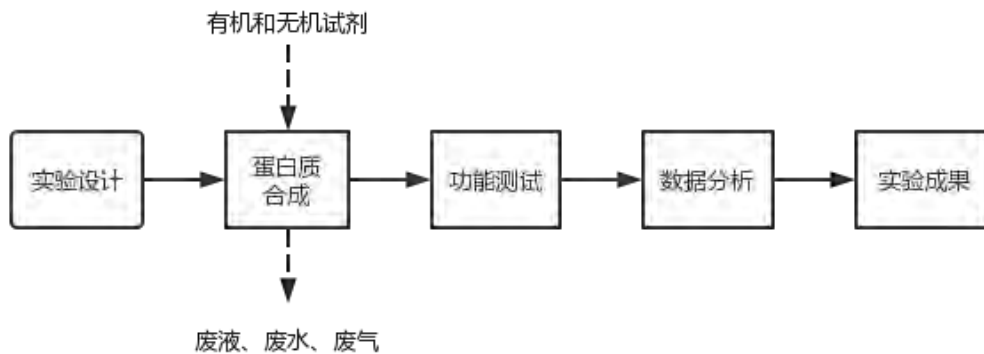 有机和无机试剂
实验设计
蛋白质
合成
功能测试
数据分析
实验成果
废液、废水、废气